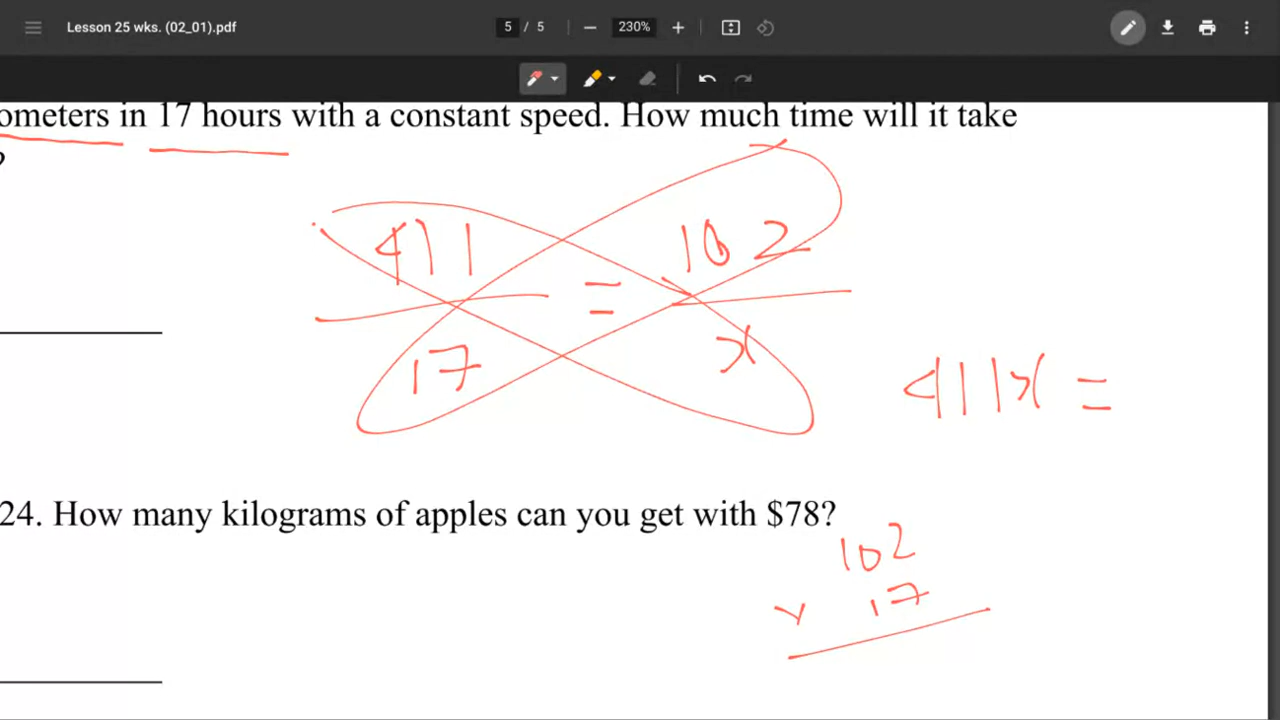 Lesson 25 wks. (02_01).pdf
5 / 5
230%
ometers in 17 hours with a constant speed. How much time will it take
?
411 = 102
17 x
411x =
24. How many kilograms of apples can you get with $78?
102
x 17